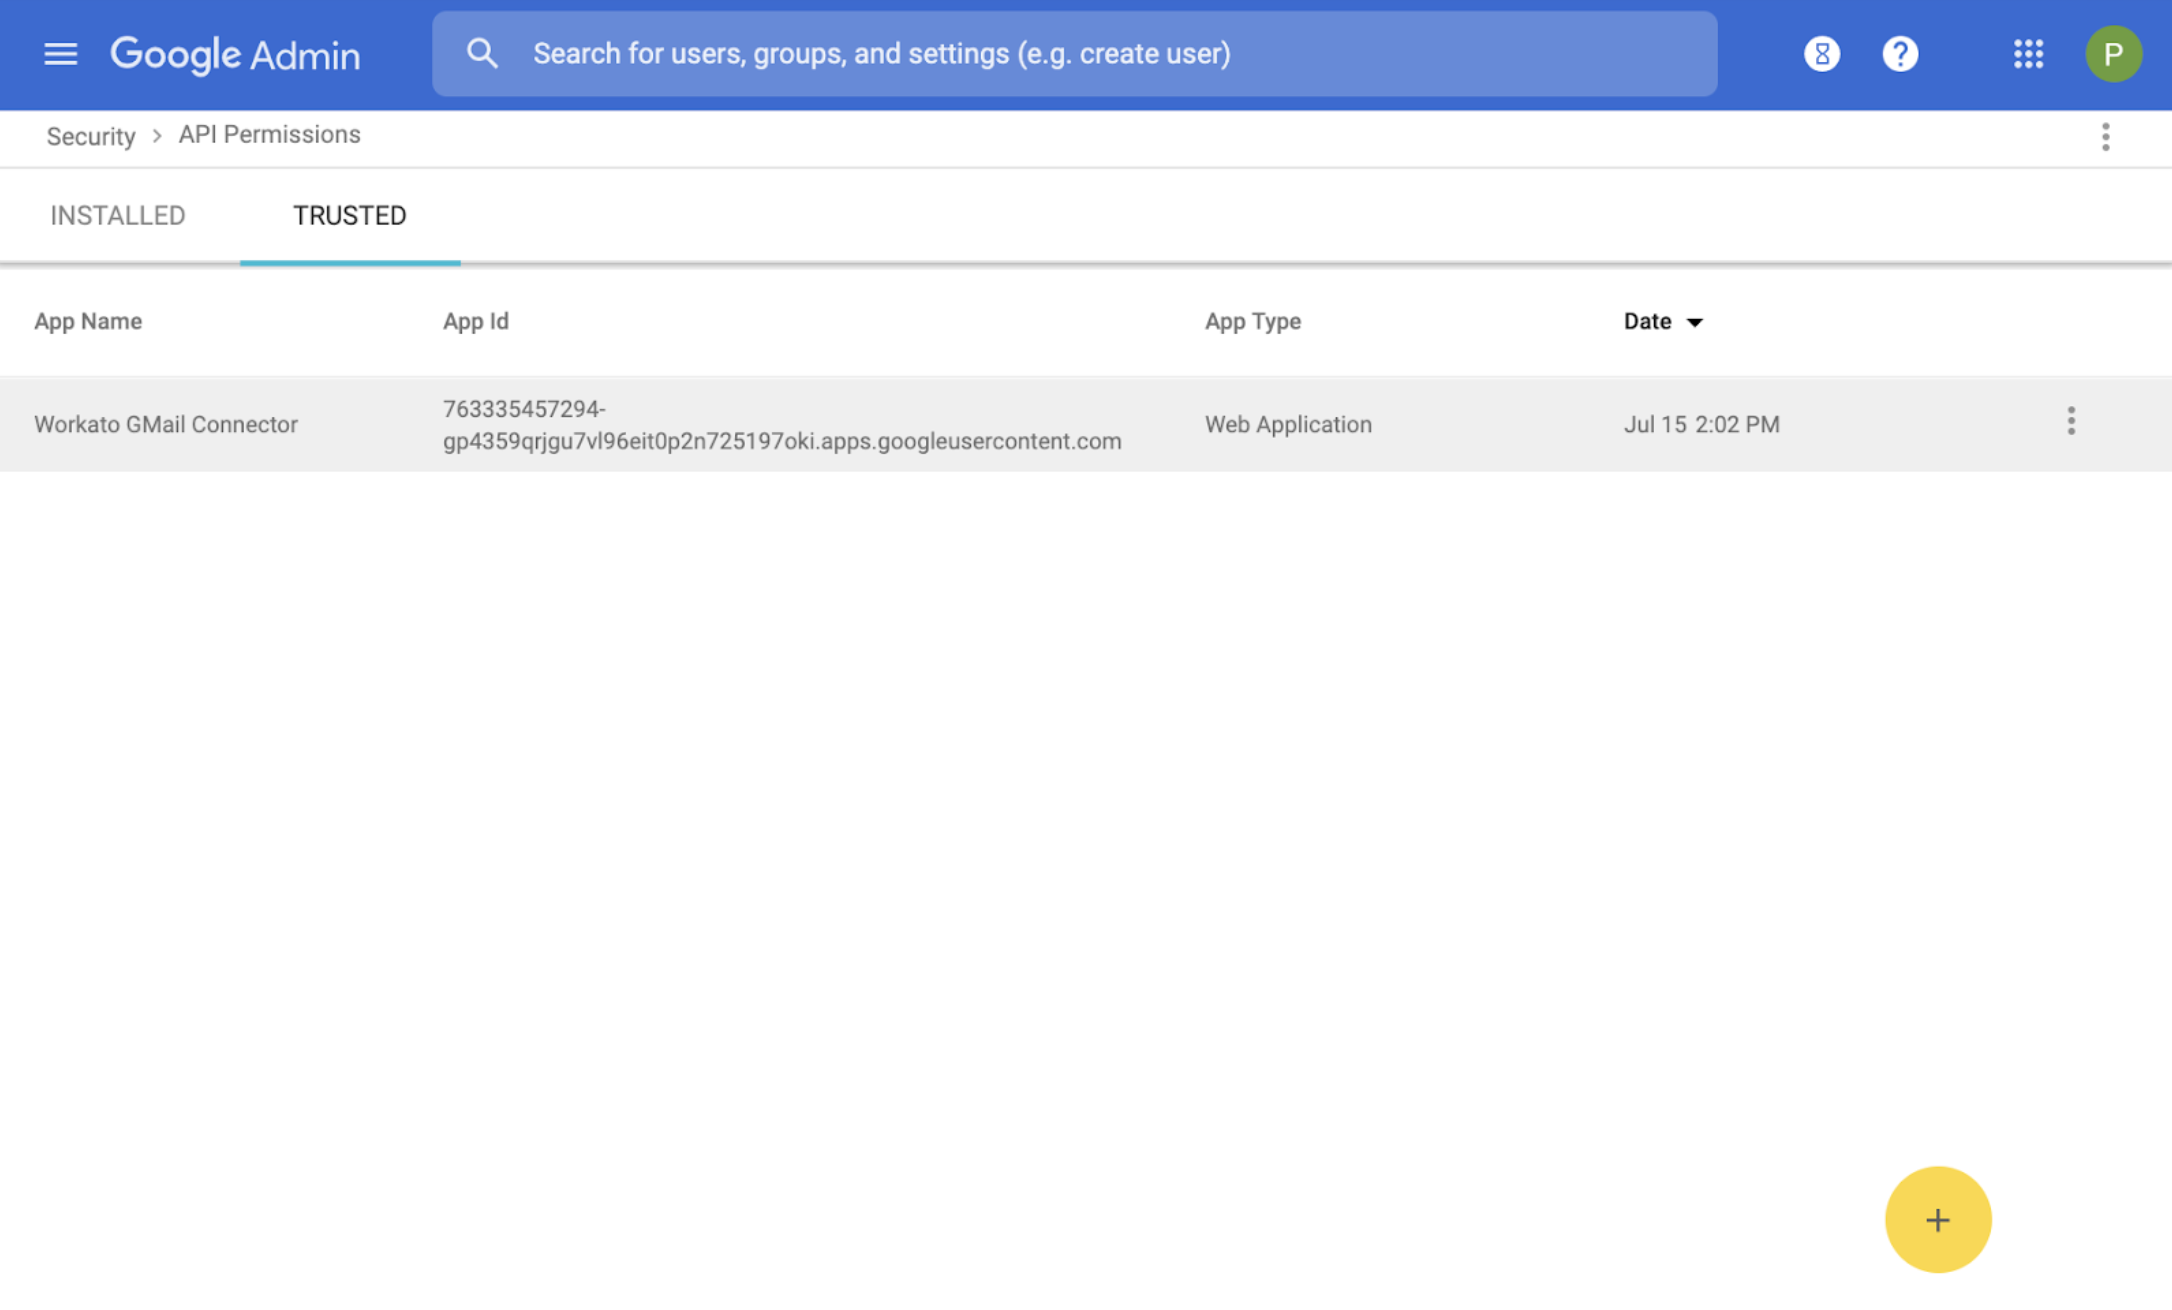 Google Admin
Search for users, groups, and settings (e.g. create user)
?
P
Security > API Permissions
INSTALLED TRUSTED
App Name App Id App Type Date
Workato GMail Connector
763335457294-
gp4359qrjgu7vl96eit0p2n725197oki.apps.googleusercontent.com
Web Application
Jul 15 2:02 PM
+